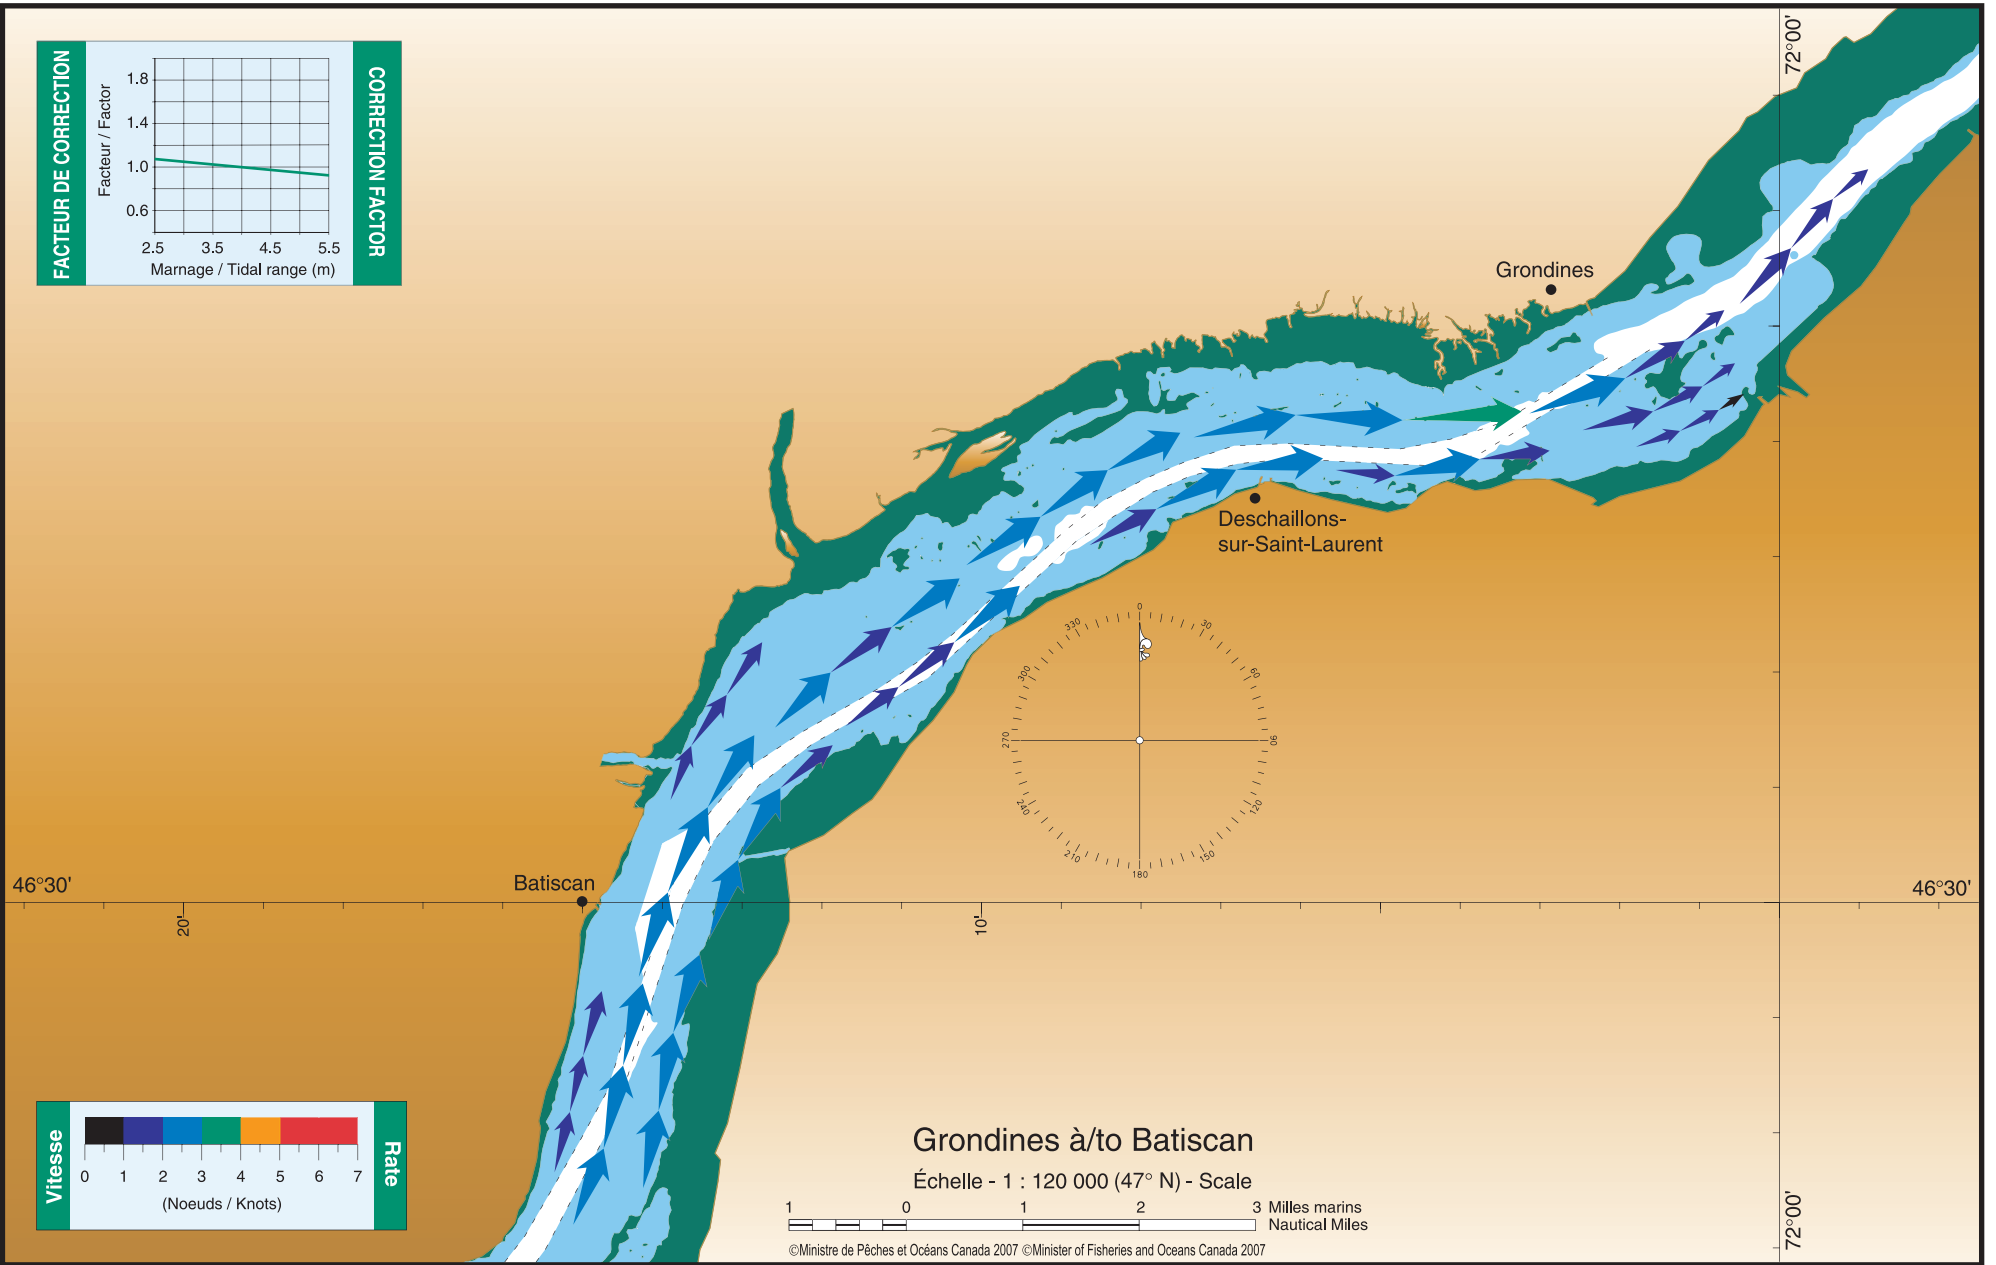 FACTEUR DE CORRECTION
CORRECTION FACTOR
Facteur / Factor
1.8
1.4
1.0
0.6
2.5 3.5 4.5 5.5
Marnage / Tidal range (m)
72°00'
Grondines
Deschaillons-
sur-Saint-Laurent
0
30
60
90
120
150
180
210
240
270
300
330
Batiscan
46°30'
46°30'
20'
10'
Vitesse
Rate
0 1 2 3 4 5 6 7
(Noeuds / Knots)
Grondines à/to Batiscan
Échelle - 1 : 120 000 (47° N) - Scale
1 0 1 2 3 Milles marins
Nautical Miles
©Ministre de Pêches et Océans Canada 2007 ©Minister of Fisheries and Oceans Canada 2007
72°00'